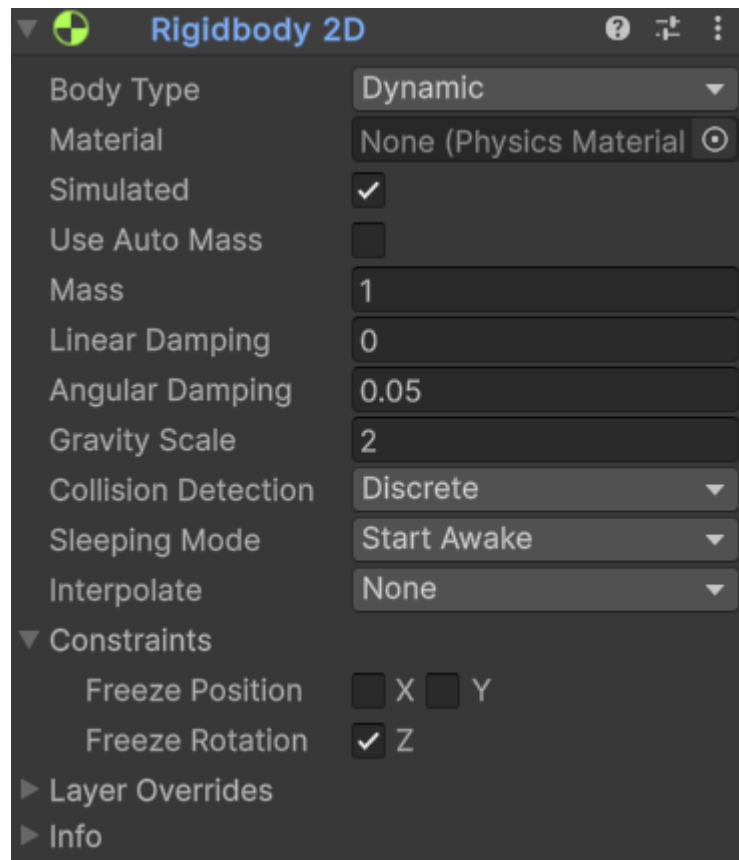 Rigidbody 2D
Body Type Dynamic
Material None (Physics Material
Simulated
Use Auto Mass
Mass 1
Linear Damping 0
Angular Damping 0.05
Gravity Scale 2
Collision Detection Discrete
Sleeping Mode Start Awake
Interpolate None
Constraints
Freeze Position X Y
Freeze Rotation Z
Layer Overrides
Info